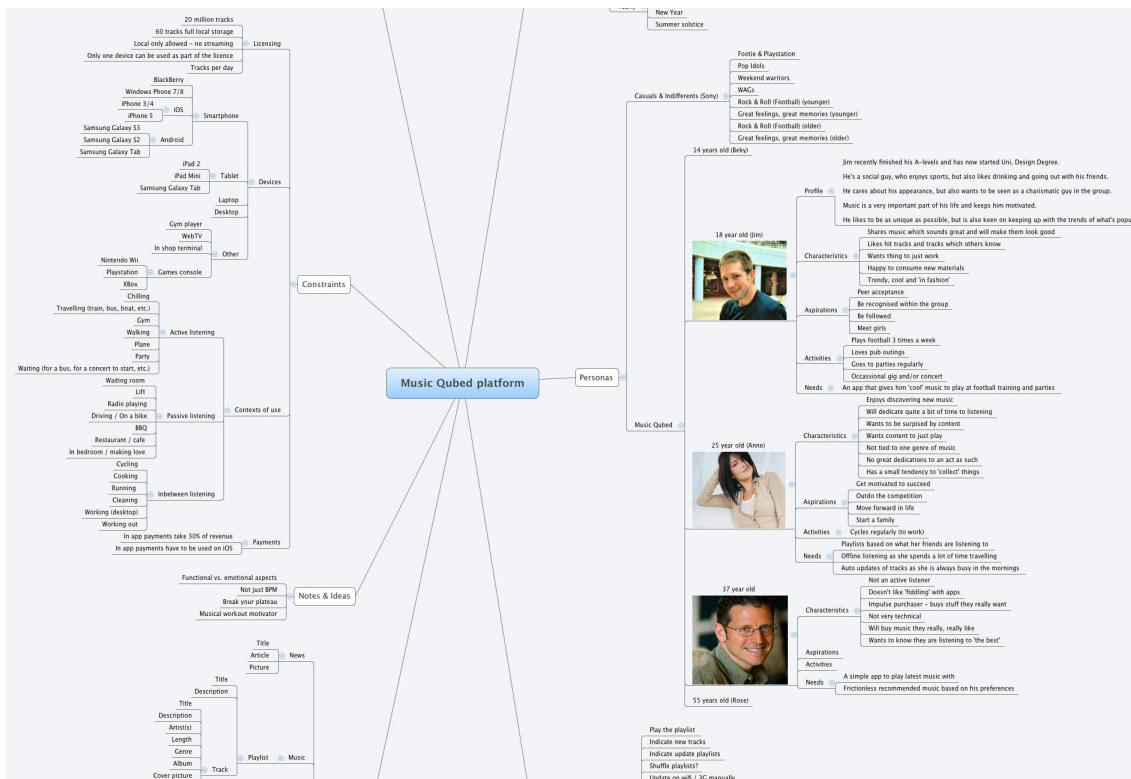 20 million tracks
60 tracks full local storage
Local only allowed - no streaming
Only one device can be used as part of the licence
Tracks per day
Licensing
BlackBerry
Windows Phone 7/8
iPhone 3/4
iPhone 5
iOS
Samsung Galaxy S3
Samsung Galaxy S2
Samsung Galaxy Tab
Android
Smartphone
iPad 2
iPad Mini
Samsung Galaxy Tab
Tablet
Laptop
Desktop
Devices
Gym player
WebTV
In shop terminal
Nintendo Wii
Playstation
XBox
Games console
Other
Constraints
Chilling
Travelling (train, bus, boat, etc.)
Gym
Walking
Plane
Party
Waiting (for a bus, for a concert to start, etc.)
Active listening
Waiting room
Lift
Radio playing
Driving / On a bike
BBQ
Restaurant / cafe
In bedroom / making love
Passive listening
Contexts of use
Cycling
Cooking
Running
Cleaning
Working (desktop)
Working out
Inbetween listening
In app payments take 30% of revenue
In app payments have to be used on iOS
Payments
Functional vs. emotional aspects
Not just BPM
Break your plateau
Musical workout motivator
Notes & Ideas
Title
Article
Picture
News
Title
Description
Title
Description
Artist(s)
Length
Genre
Album
Cover picture
Track
Playlist
Music
Music Qubed platform
New Year
Summer solstice
Personas
Casuals & Indifferents (Sony)
Footie & Playstation
Pop Idols
Weekend warriors
WAGs
Rock & Roll (Football) (younger)
Great feelings, great memories (younger)
Rock & Roll (Football) (older)
Great feelings, great memories (older)
Music Qubed
14 years old (Beky)
18 year old (Jim)
Profile
Jim recently finished his A-levels and has now started Uni, Design Degree.
He's a social guy, who enjoys sports, but also likes drinking and going out with his friends.
He cares about his appearance, but also wants to be seen as a charismatic guy in the group.
Music is a very important part of his life and keeps him motivated.
He likes to be as unique as possible, but is also keen on keeping up with the trends of what's popu
Characteristics
Shares music which sounds great and will make them look good
Likes hit tracks and tracks which others know
Wants thing to just work
Happy to consume new materials
Trendy, cool and 'in fashion'
Aspirations
Peer acceptance
Be recognised within the group
Be followed
Meet girls
Activities
Plays football 3 times a week
Loves pub outings
Goes to parties regularly
Occassional gig and/or concert
Needs
An app that gives him 'cool' music to play at football training and parties
25 year old (Anne)
Characteristics
Enjoys discovering new music
Will dedicate quite a bit of time to listening
Wants to be surpised by content
Wants content to just play
Not tied to one genre of music
No great dedications to an act as such
Has a small tendency to 'collect' things
Aspirations
Get motivated to succeed
Outdo the competition
Move forward in life
Start a family
Activities
Cycles regularly (to work)
Needs
Playlists based on what her friends are listening to
Offline listening as she spends a lot of time travelling
Auto updates of tracks as she is always busy in the mornings
37 year old
Characteristics
Not an active listener
Doesn't like 'fiddling' with apps
Impulse purchaser - buys stuff they really want
Not very technical
Will buy music they really, really like
Wants to know they are listening to 'the best'
Aspirations
Activities
Needs
A simple app to play latest music with
Frictionless recommended music based on his preferences
55 years old (Rose)
Play the playlist
Indicate new tracks
Indicate update playlists
Shuffle playlists?
Update on wifi / 3G manually